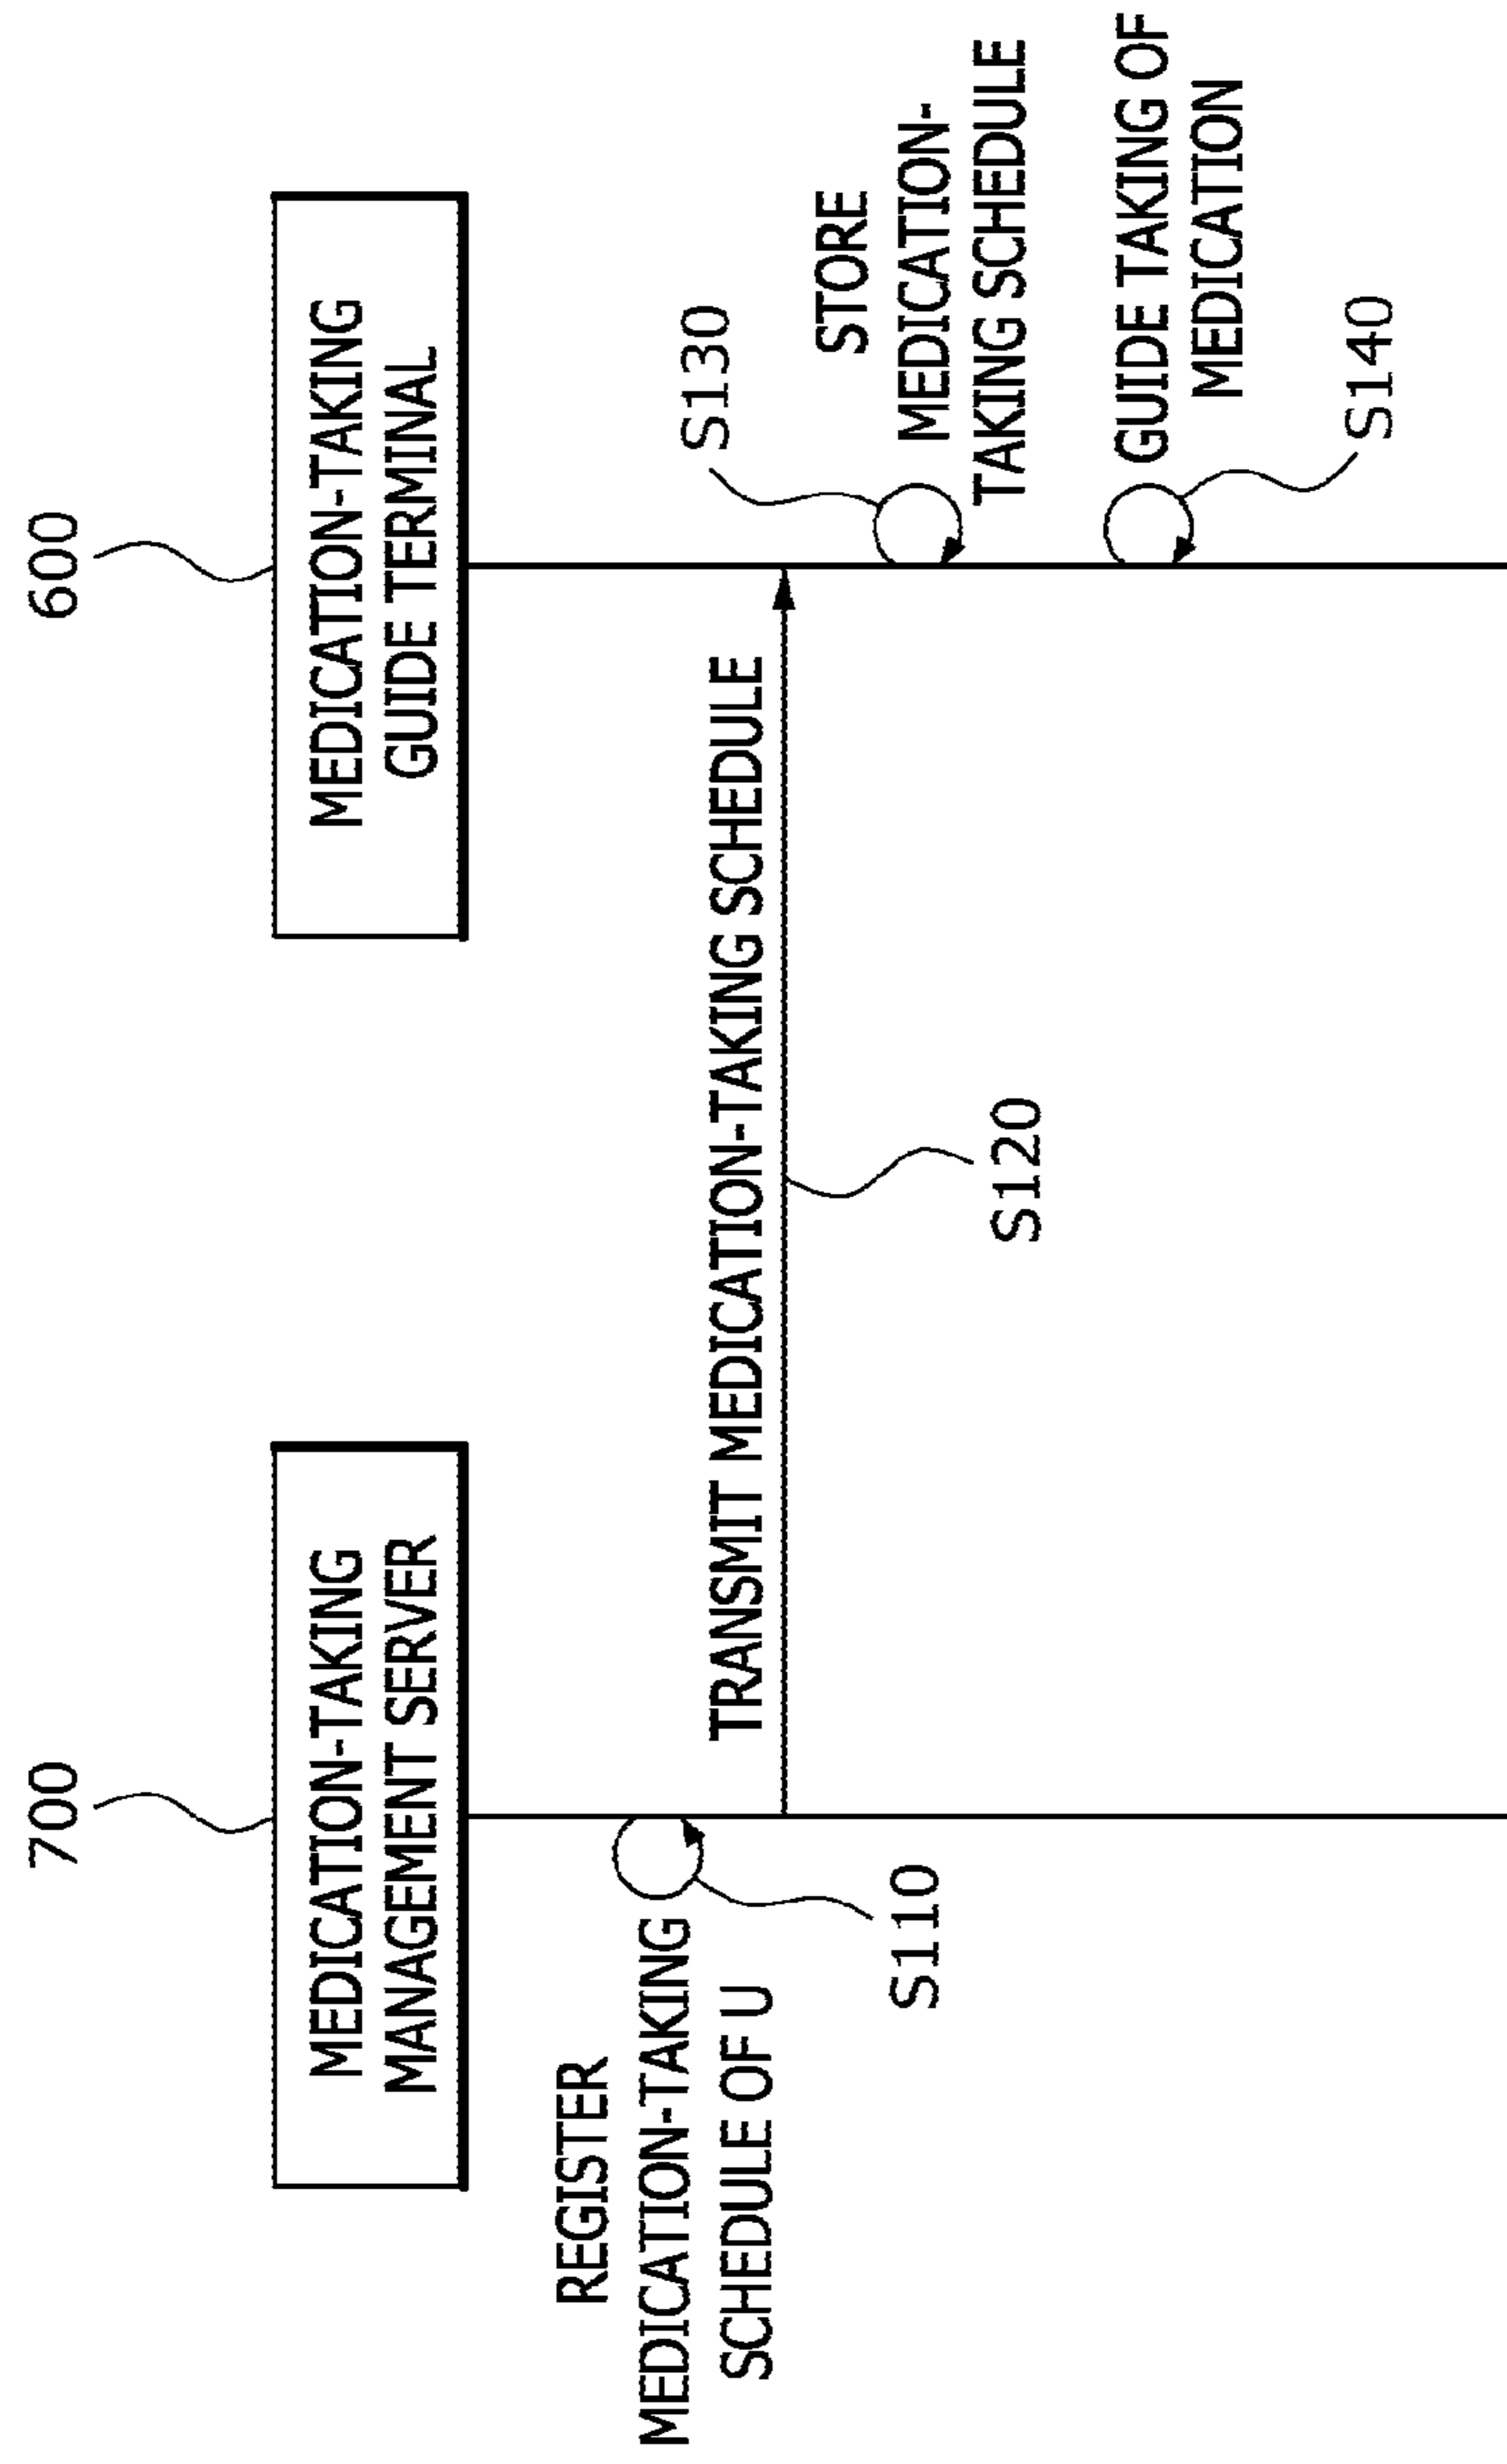 700
600
MEDICATION-TAKING
MANAGEMENT SERVER
MEDICATION-TAKING
GUIDE TERMINAL
REGISTER
MEDICATION-TAKING
SCHEDULE OF U
S110
TRANSMIT MEDICATION-TAKING SCHEDULE
S120
S130
STORE
MEDICATION-
TAKING SCHEDULE
GUIDE TAKING OF
MEDICATION
S140